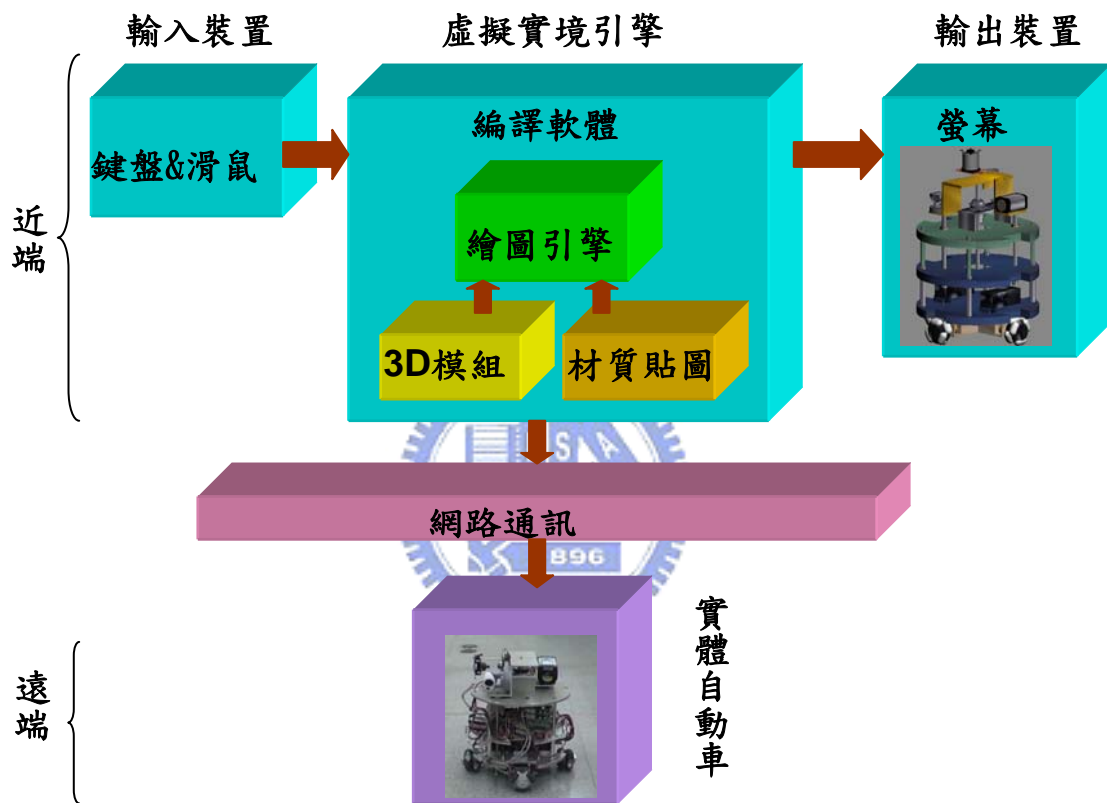 輸入裝置
虛擬實境引擎
輸出裝置
近端
鍵盤&滑鼠
編譯軟體
繪圖引擎
3D模組
材質貼圖
螢幕
S A
網路通訊
896
遠端
實體自動車